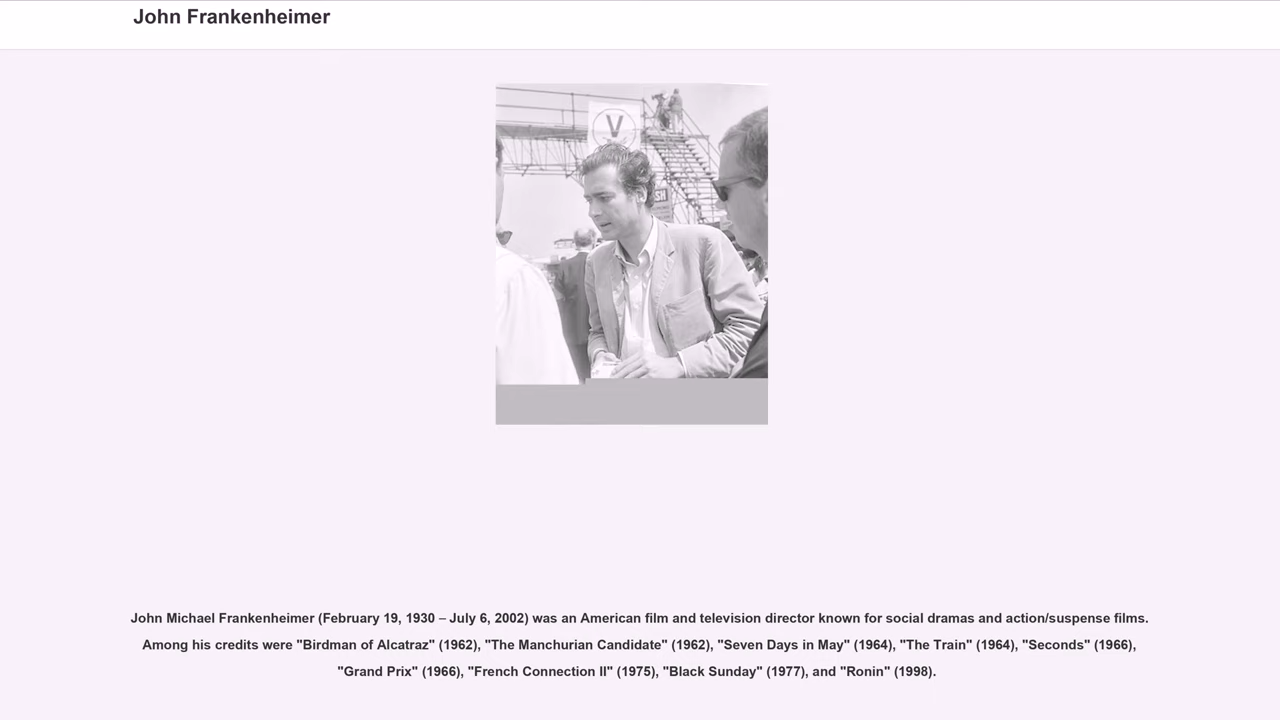 John Frankenheimer
V
SH
John Michael Frankenheimer (February 19, 1930 – July 6, 2002) was an American film and television director known for social dramas and action/suspense films.
Among his credits were "Birdman of Alcatraz" (1962), "The Manchurian Candidate" (1962), "Seven Days in May" (1964), "The Train" (1964), "Seconds" (1966),
"Grand Prix" (1966), "French Connection II" (1975), "Black Sunday" (1977), and "Ronin" (1998).